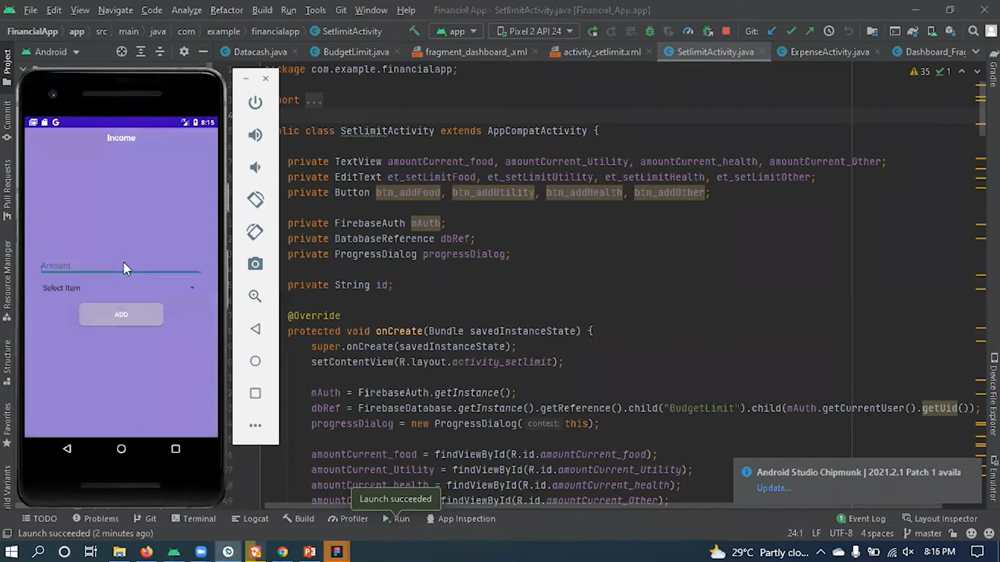 File Edit View Navigate Code Analyze Refactor Build Run Tools Git Window Help Financial App - SetlimitActivity.java [Financial_App.app]
FinancialApp app src main java com example financialapp SetlimitActivity app Pixel 2 API 24 Git:
Project Android Datacash.java BudgetLimit.java fragment_dashboard_.xml activity_setlimit.xml SetlimitActivity.java ExpenseActivity.java Dashboard_Frag
package com.example.financialapp; 35 1
import ...
public class SetlimitActivity extends AppCompatActivity {
private TextView amountCurrent_food, amountCurrent_Utility, amountCurrent_health, amountCurrent_Other;
private EditText et_setLimitFood, et_setLimitUtility, et_setLimitHealth, et_setLimitOther;
private Button btn_addFood, btn_addUtility, btn_addHealth, btn_addOther;
private FirebaseAuth mAuth;
private DatabaseReference dbRef;
private ProgressDialog progressDialog;
private String id;
@Override
protected void onCreate(Bundle savedInstanceState) {
super.onCreate(savedInstanceState);
setContentView(R.layout.activity_setlimit);
mAuth = FirebaseAuth.getInstance();
dbRef = FirebaseDatabase.getInstance().getReference().child("BudgetLimit").child(mAuth.getCurrentUser().getUid());
progressDialog = new ProgressDialog( context: this);
amountCurrent_food = findViewById(R.id.amountCurrent_food);
amountCurrent_Utility = findViewById(R.id.amountCurrent_Utility);
amountCurrent_health = findViewById(R.id.amountCurrent_health);
findViewById(R.id.amountCurrent_Other);
8:15
Income
Amount
Select Item
ADD
Commit
Pull Requests
Resource Manager
Structure
Favorites
ild Variants
Gradle
Device File Explorer
Emulator
Android Studio Chipmunk | 2021.2.1 Patch 1 availa
Update...
Launch succeeded
TODO Problems Git Terminal Logcat Build Profiler Run App Inspection 1 Event Log Layout Inspector
Launch succeeded (2 minutes ago) 24:1 LF UTF-8 4 spaces master
29°C Partly clo... 8:16 PM